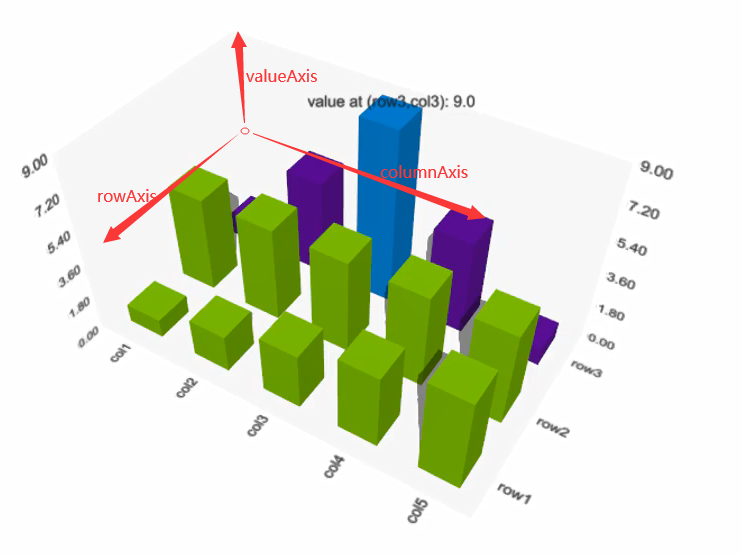 valueAxis
value at (row3,col3): 9.0
columnAxis
rowAxis
9.00
7.20
5.40
3.60
1.80
0.00
9.00
7.20
5.40
3.60
1.80
0.00
col1
col2
col3
col4
col5
row3
row2
row1